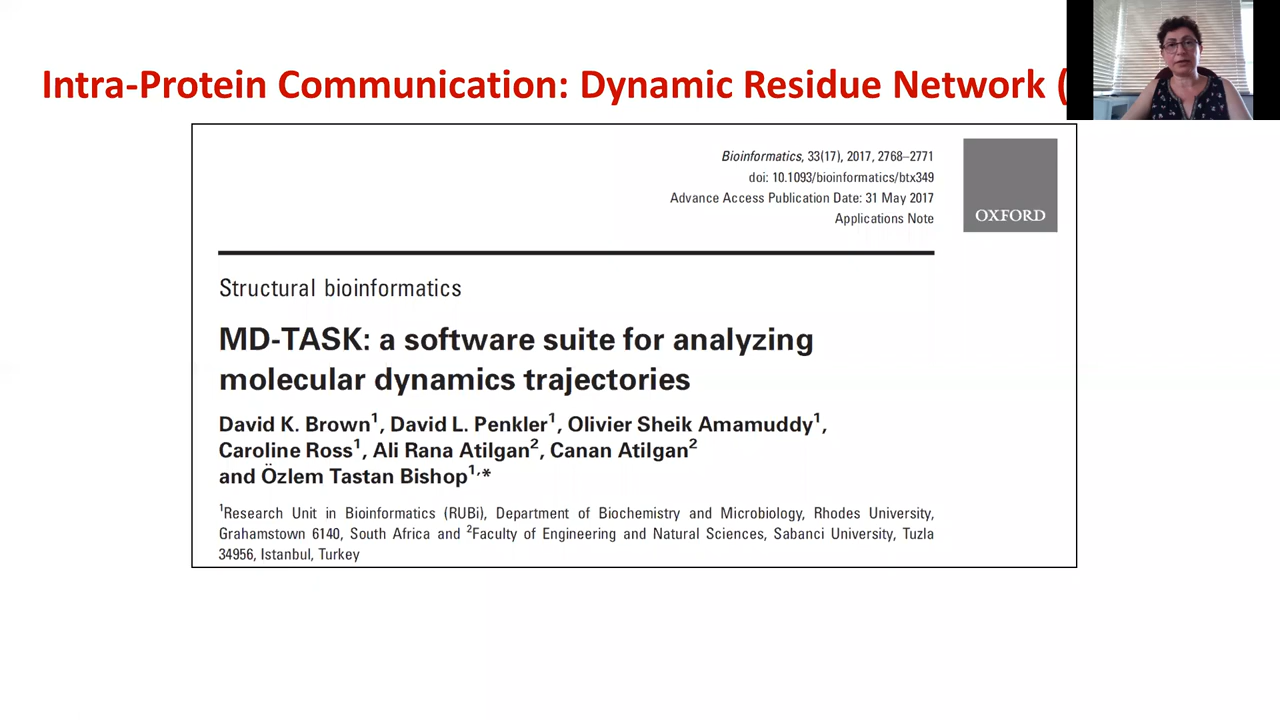 Intra-Protein Communication: Dynamic Residue Network (
Bioinformatics, 33(17), 2017, 2768–2771
doi: 10.1093/bioinformatics/btx349
Advance Access Publication Date: 31 May 2017
Applications Note
OXFORD
Structural bioinformatics
MD-TASK: a software suite for analyzing
molecular dynamics trajectories
David K. Brown¹, David L. Penkler¹, Olivier Sheik Amamuddy¹,
Caroline Ross¹, Ali Rana Atilgan², Canan Atilgan²
and Özlem Tastan Bishop¹,*
¹Research Unit in Bioinformatics (RUBi), Department of Biochemistry and Microbiology, Rhodes University,
Grahamstown 6140, South Africa and ²Faculty of Engineering and Natural Sciences, Sabanci University, Tuzla
34956, Istanbul, Turkey